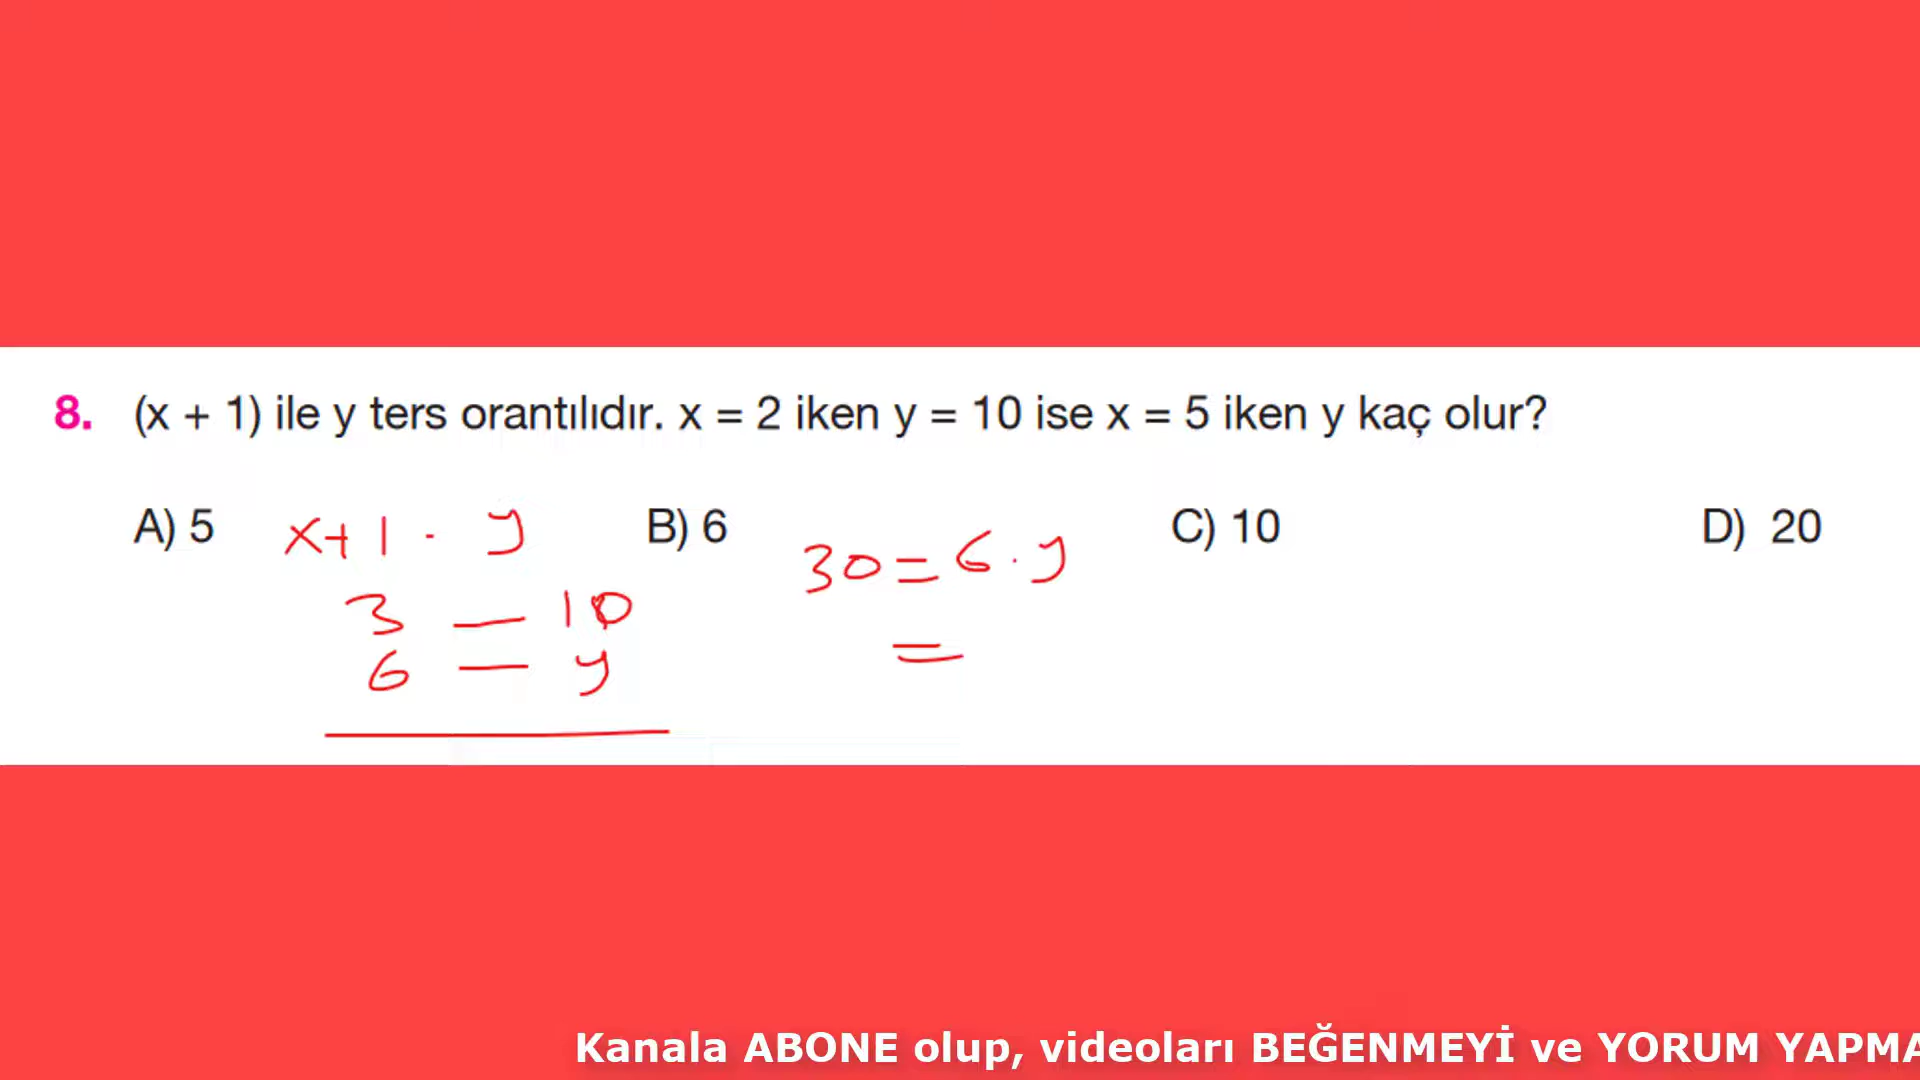 8. (x + 1) ile y ters orantılıdır. x = 2 iken y = 10 ise x = 5 iken y kaç olur?
A) 5 B) 6 C) 10 D) 20
x+1 . y
30 = 6 . y
3 — 10
6 — y
=
Kanala ABONE olup, videoları BEĞENMEYİ ve YORUM YAPMA